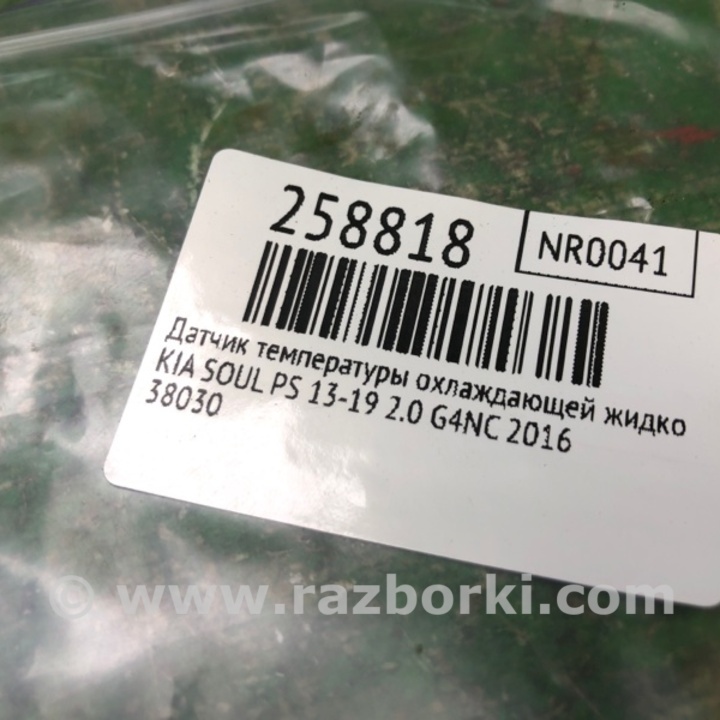 258818
NR0041
Датчик температуры охлаждающей жидко
KIA SOUL PS 13-19 2.0 G4NC 2016
38030
© www.razborki.com